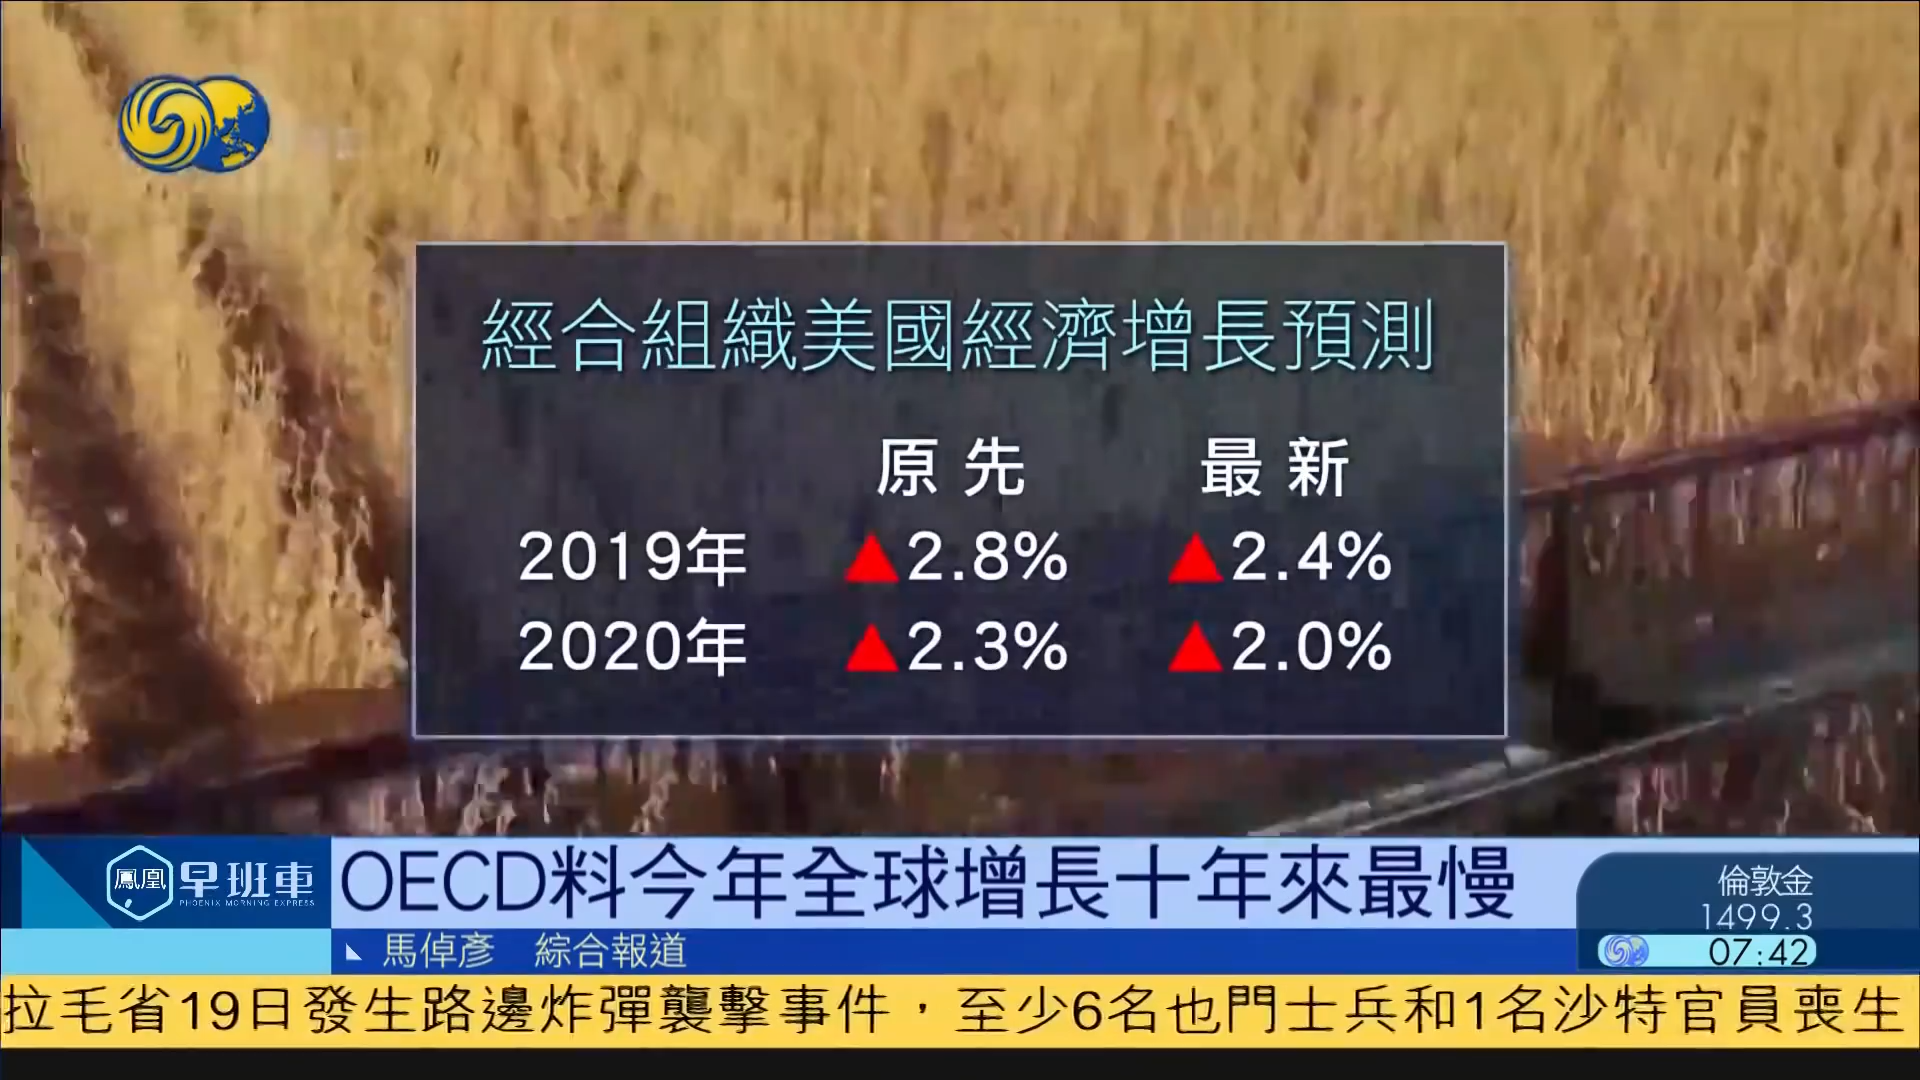 經合組織美國經濟增長預測
原先 最新
2019年 ▲2.8% ▲2.4%
2020年 ▲2.3% ▲2.0%
鳳凰 早班車
PHOENIX MORNING EXPRESS
OECD料今年全球增長十年來最慢
馬倬彥 綜合報道
倫敦金
1499.3
07:42
拉毛省19日發生路邊炸彈襲擊事件，至少6名也門士兵和1名沙特官員喪生